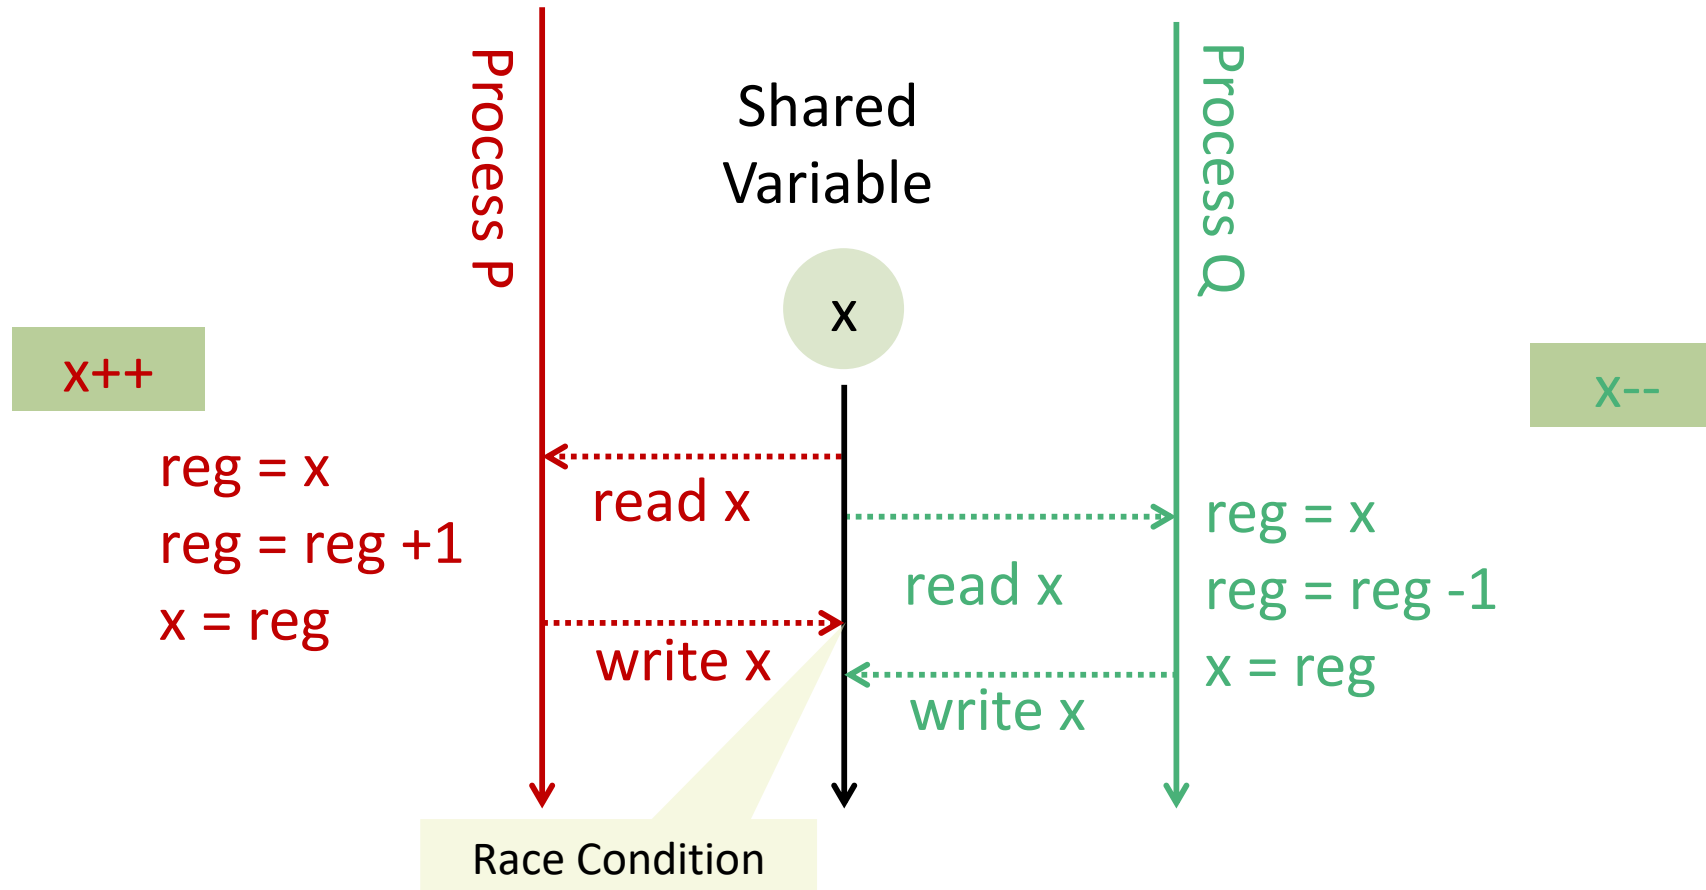 Process P
Shared
Variable
x
Process Q
x++
reg = x
reg = reg +1
x = reg
read x
write x
x--
reg = x
reg = reg -1
x = reg
read x
write x
Race Condition